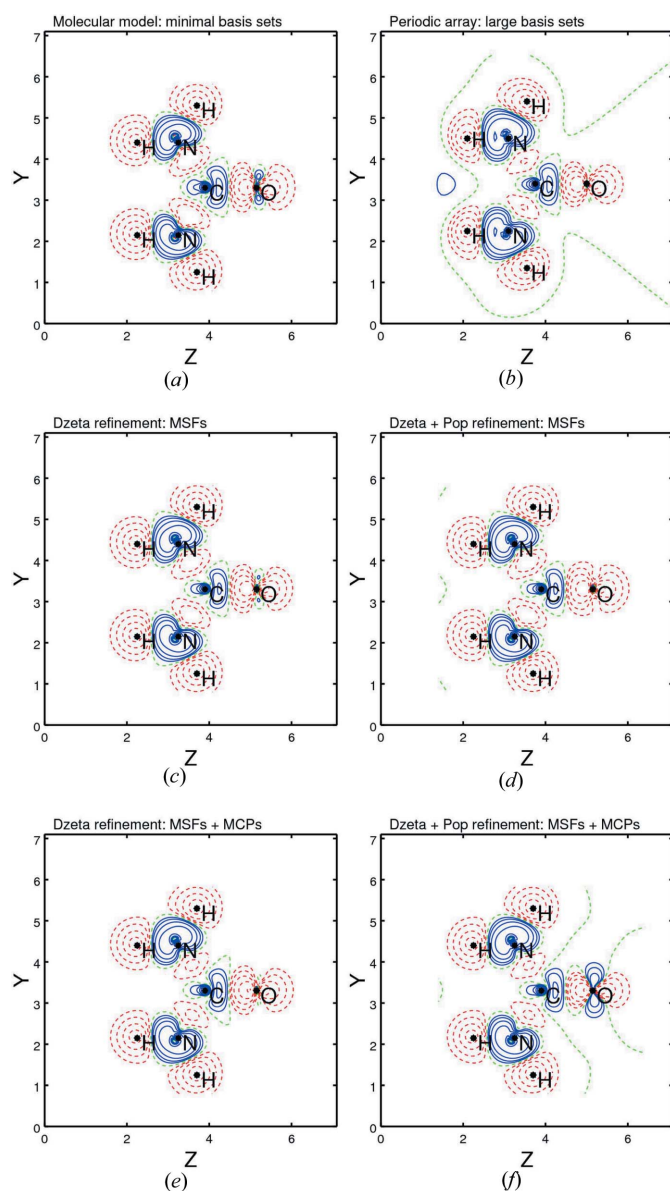 Molecular model: minimal basis sets
7
6
5
4
3
2
1
0
Y
H
H
N
C
O
H
N
H
0 2 4 6
Z
(a)
Periodic array: large basis sets
7
6
5
4
3
2
1
0
Y
H
H
N
C
O
H
N
H
0 2 4 6
Z
(b)
Dzeta refinement: MSFs
7
6
5
4
3
2
1
0
Y
H
H
N
C
O
H
N
H
0 2 4 6
Z
(c)
Dzeta + Pop refinement: MSFs
7
6
5
4
3
2
1
0
Y
H
H
N
C
O
H
N
H
0 2 4 6
Z
(d)
Dzeta refinement: MSFs + MCPs
7
6
5
4
3
2
1
0
Y
H
H
N
C
O
H
N
H
0 2 4 6
Z
(e)
Dzeta + Pop refinement: MSFs + MCPs
7
6
5
4
3
2
1
0
Y
H
H
N
C
O
H
N
H
0 2 4 6
Z
(f)